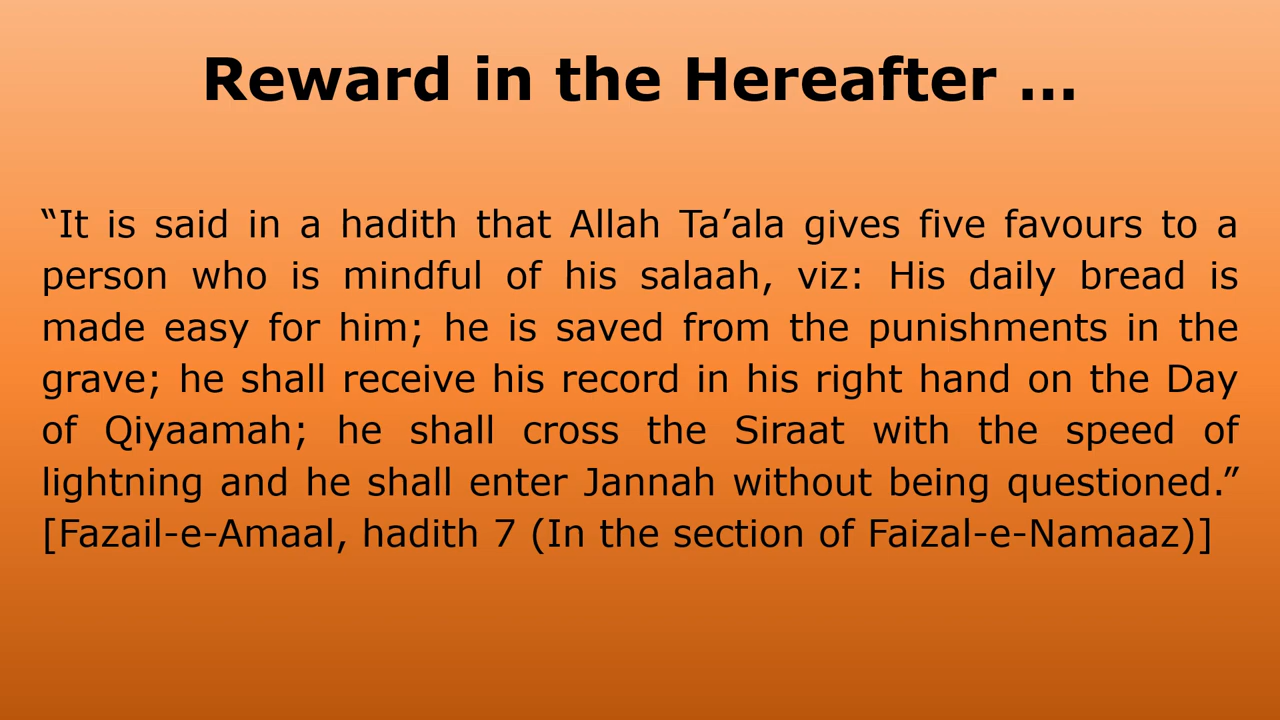 Reward in the Hereafter ...
“It is said in a hadith that Allah Ta’ala gives five favours to a
person who is mindful of his salaah, viz: His daily bread is
made easy for him; he is saved from the punishments in the
grave; he shall receive his record in his right hand on the Day
of Qiyaamah; he shall cross the Siraat with the speed of
lightning and he shall enter Jannah without being questioned.”
[Fazail-e-Amaal, hadith 7 (In the section of Faizal-e-Namaaz)]